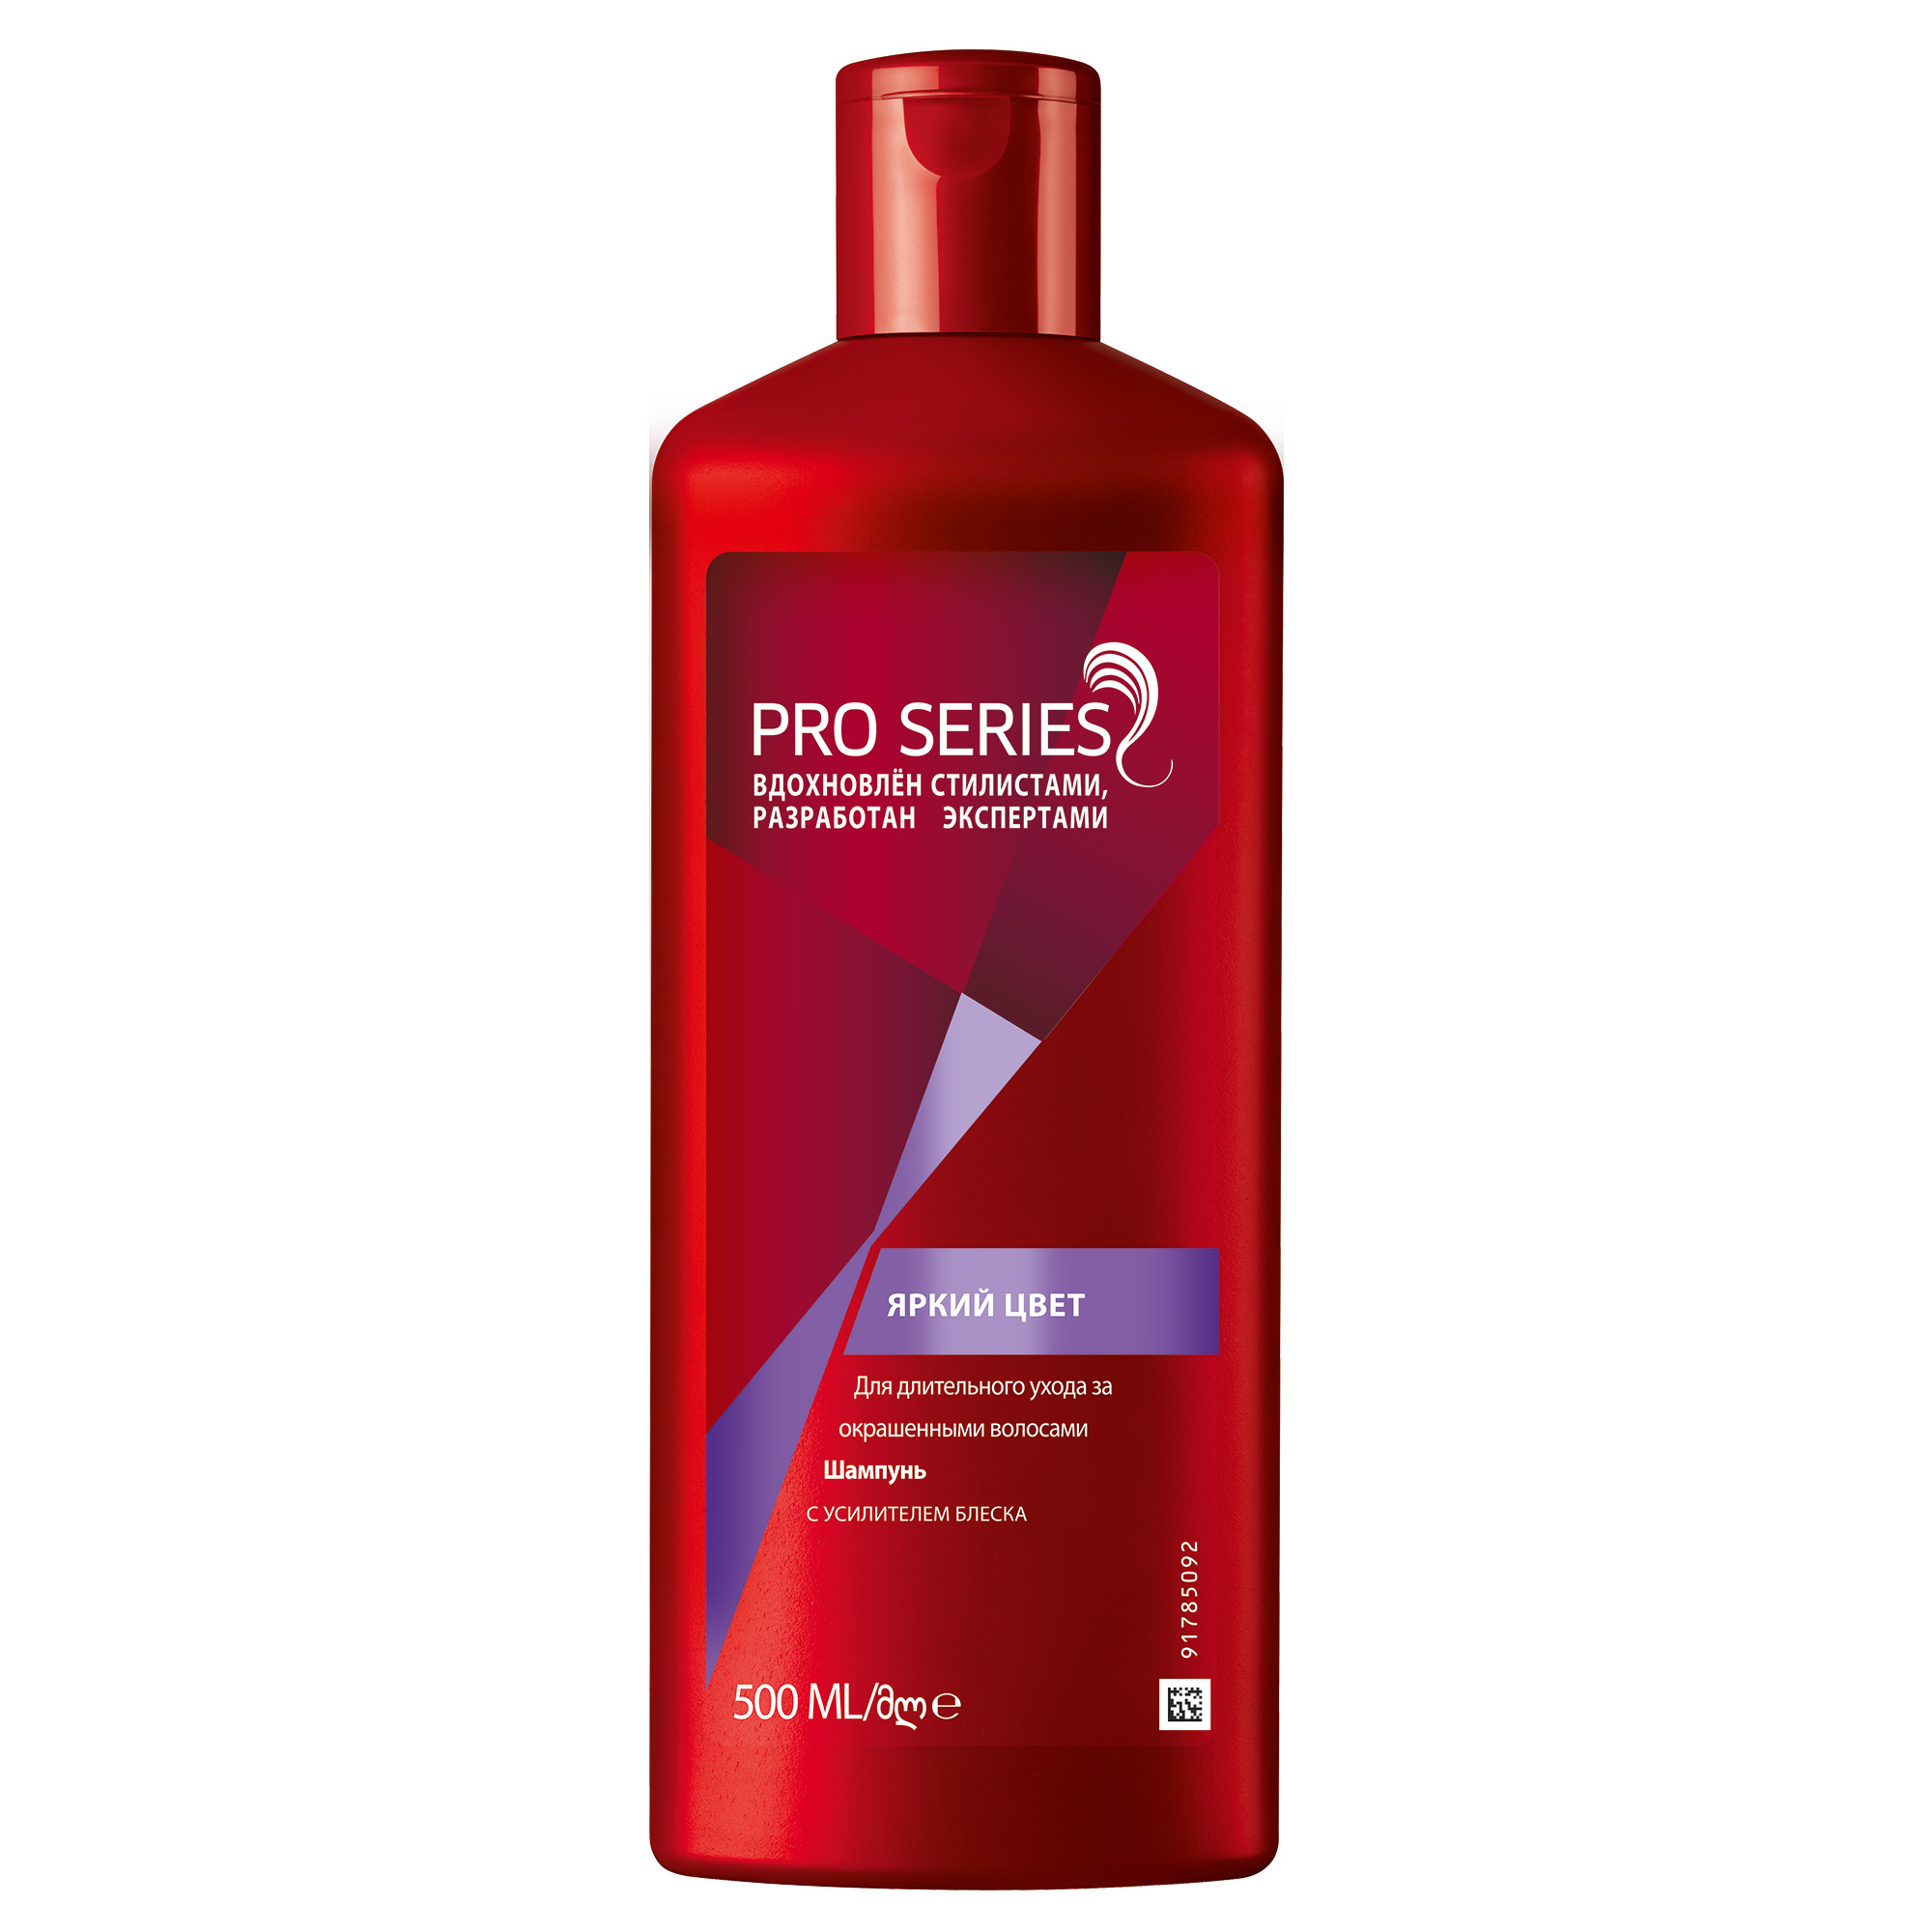 PRO SERIES
ВДОХНОВЛЁН СТИЛИСТАМИ,
РАЗРАБОТАН ЭКСПЕРТАМИ
ЯРКИЙ ЦВЕТ
Для длительного ухода за
окрашенными волосами
Шампунь
С УСИЛИТЕЛЕМ БЛЕСКА
91785092
500 ML/მლ e